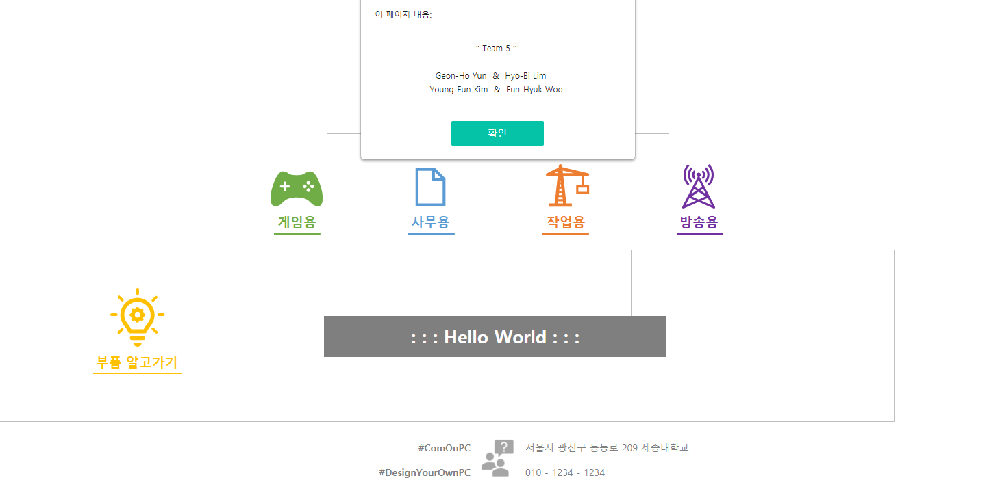 이 페이지 내용:
:: Team 5 ::
Geon-Ho Yun & Hyo-Bi Lim
Young-Eun Kim & Eun-Hyuk Woo
확인
게임용
사무용
작업용
방송용
: : : Hello World : : :
부품 알고가기
#ComOnPC
?
서울시 광진구 능동로 209 세종대학교
#DesignYourOwnPC
010 - 1234 - 1234